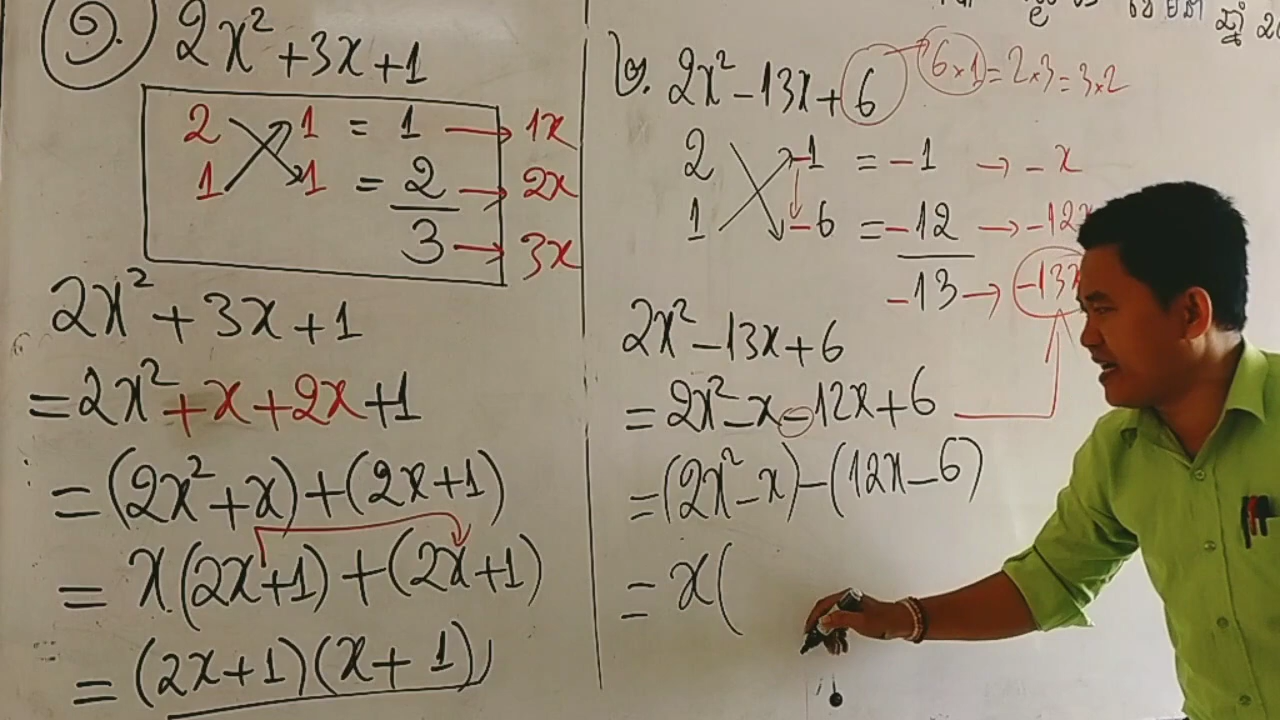 ១. 2x² + 3x + 1
2 1 = 1 → 1x
1 1 = 2 → 2x
3 → 3x
2x² + 3x + 1
= 2x² + x + 2x + 1
= (2x² + x) + (2x + 1)
= x(2x + 1) + (2x + 1)
= (2x + 1)(x + 1)
ឆ្នាំ
ខ. 2x² - 13x + 6 → 6×1 = 2×3 = 3×2
2 -1 = -1 → -x
1 -6 = -12 → -12x
-13 → -13x
2x² - 13x + 6
= 2x² - x - 12x + 6
= (2x² - x) - (12x - 6)
= x(